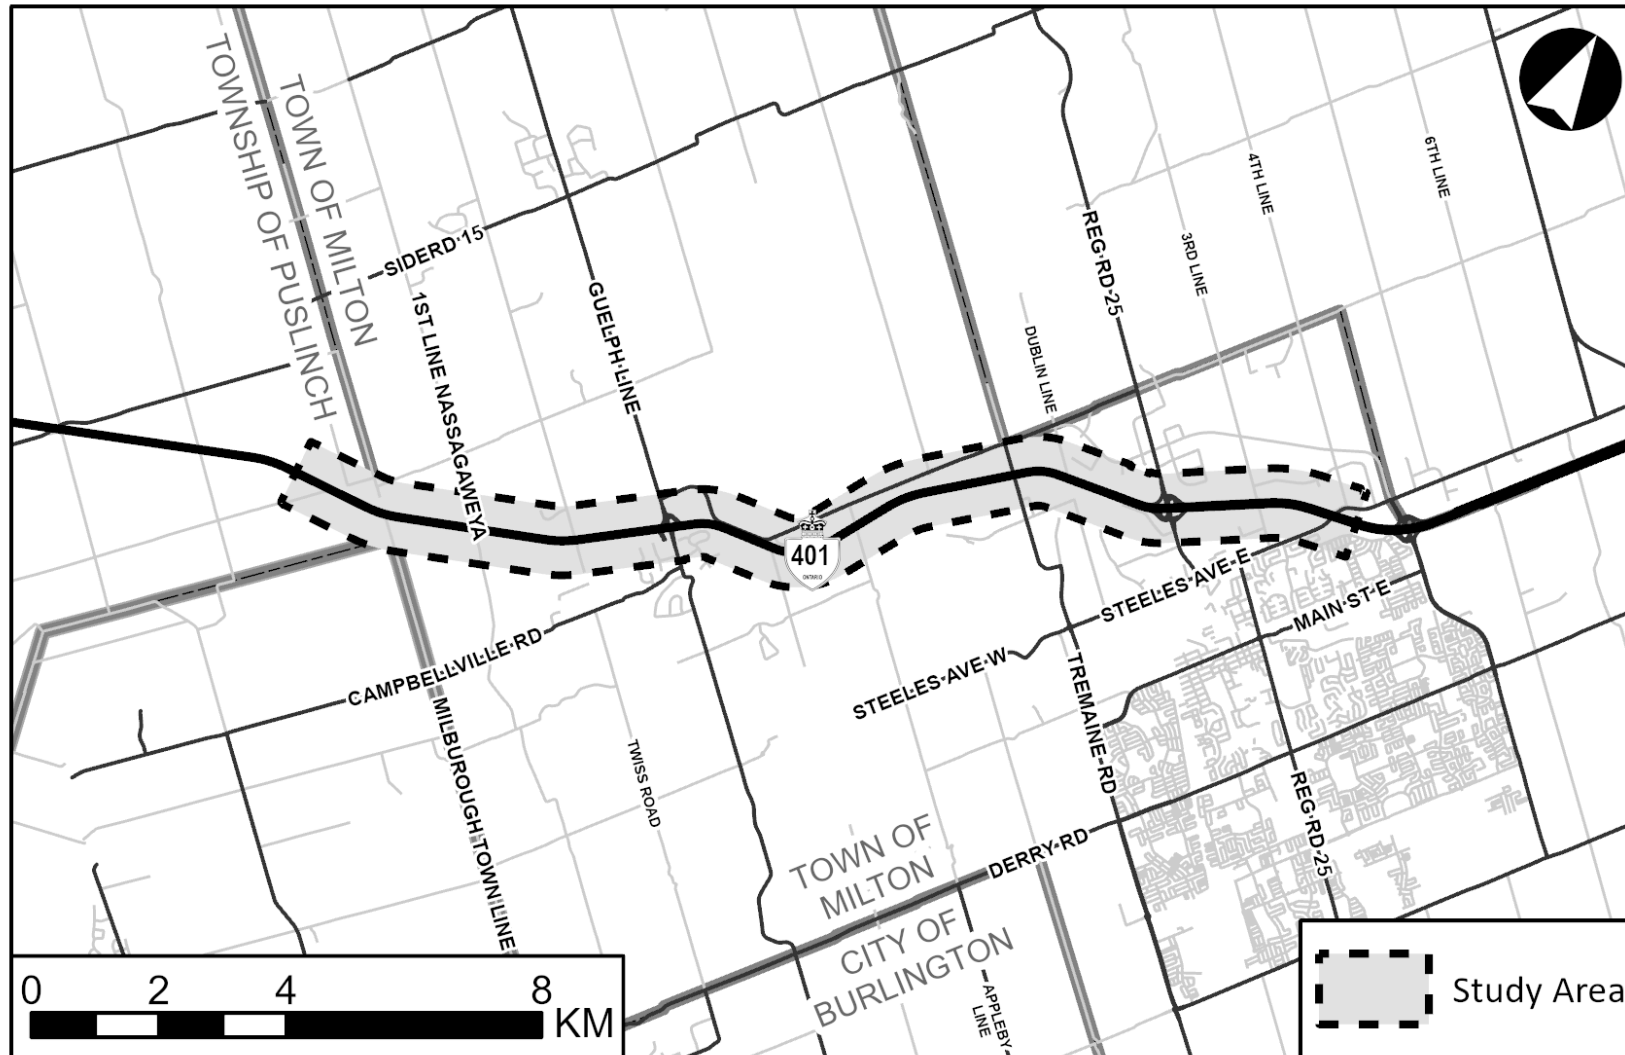 TOWNSHIP OF PUSLINCH
TOWN OF MILTON
SIDERD 15
1ST LINE NASSAGAWEYA
GUELPH LINE
REG RD 25
3RD LINE
4TH LINE
6TH LINE
DUBLIN LINE
401
ONTARIO
STEELES AVE E
MAIN ST E
CAMPBELLVILLE RD
STEELES AVE W
MILBOROUGH TOWN LINE
TWISS ROAD
TREMAINE RD
REG RD 25
DERRY RD
TOWN OF
MILTON
CITY OF
BURLINGTON
APPLEBY
LINE
0 2 4 8
KM
Study Area